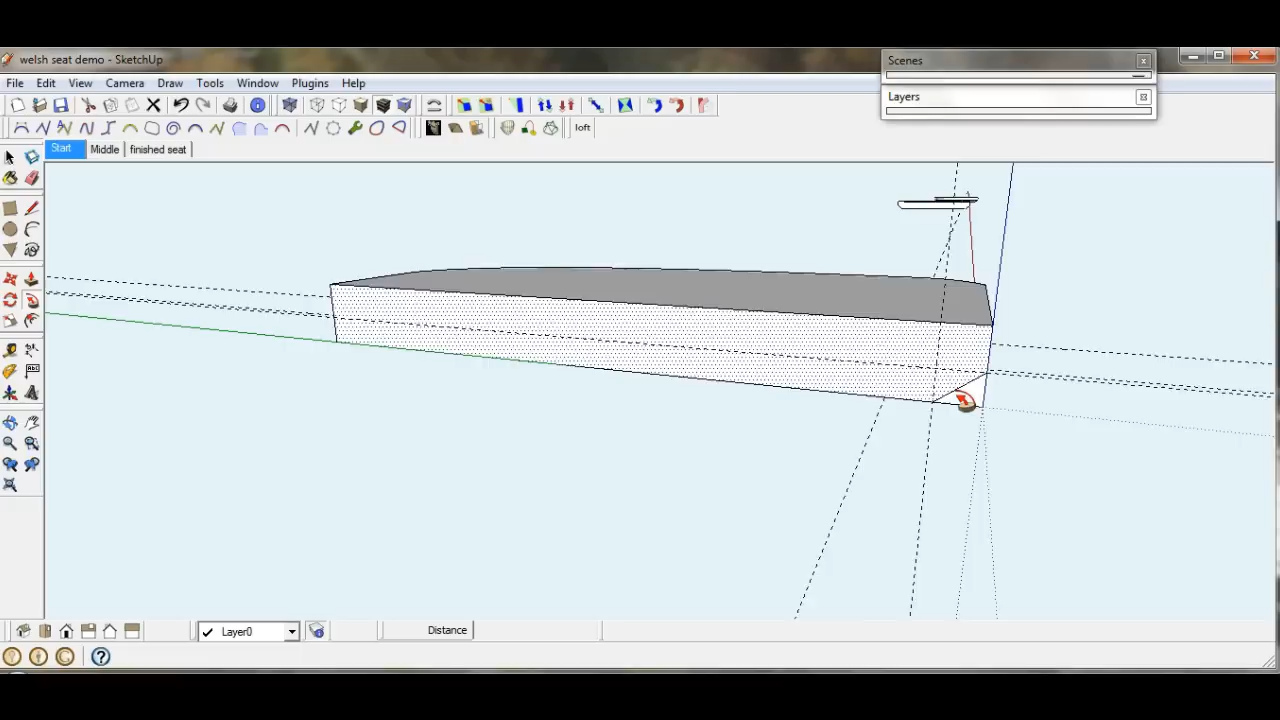 welsh seat demo - SketchUp
Scenes
File Edit View Camera Draw Tools Window Plugins Help
Layers
loft
Start Middle finished seat
Layer0
Distance